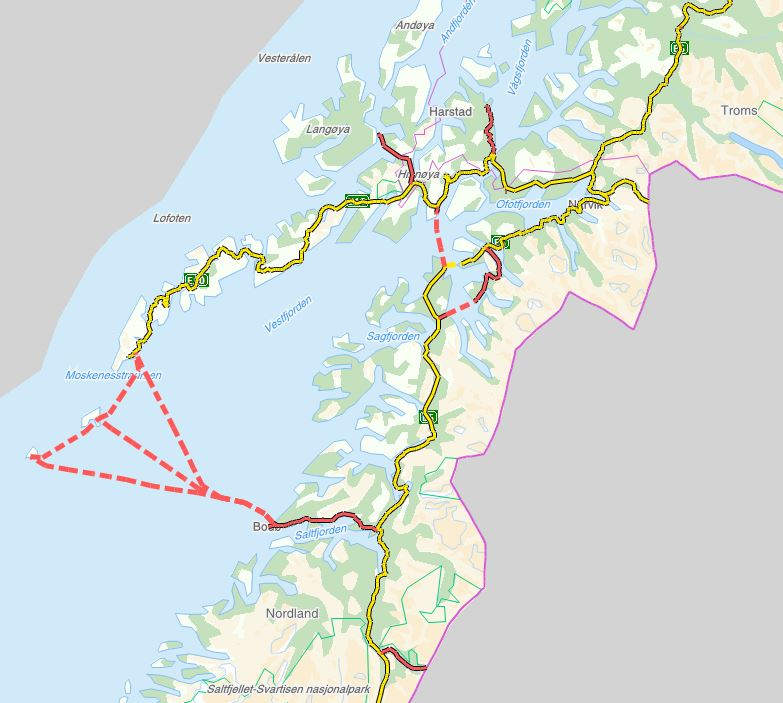 Andøya
Andfjorden
Vesterålen
Vågsfjorden
E6
Harstad
Troms
Langøya
Hinnøya
E10
Ofotfjorden
Narvik
Lofoten
E6
E10
Vestfjorden
Sagfjorden
Moskenesstraumen
E6
Bodø
Saltfjorden
Nordland
Saltfjellet-Svartisen nasjonalpark